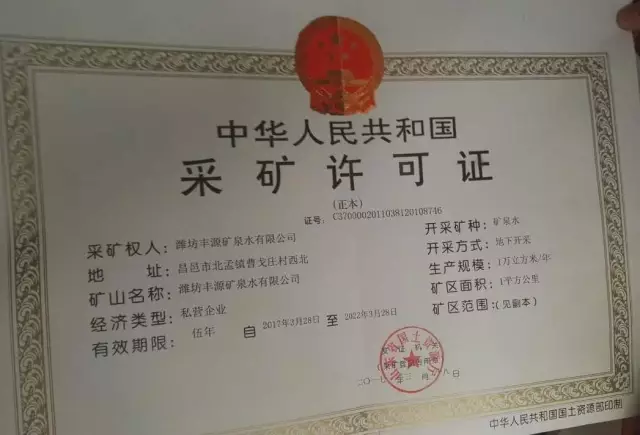 中华人民共和国
采矿许可证
(正本)
证号: C3700002011038120108746
采矿权人: 潍坊丰源矿泉水有限公司
地 址: 昌邑市北孟镇曹戈庄村西北
矿山名称: 潍坊丰源矿泉水有限公司
经济类型: 私营企业
有效期限: 伍年 自 2017年3月28日 至 2022年3月28日
开采矿种: 矿泉水
开采方式: 地下开采
生产规模: 1万立方米/年
矿区面积: 1平方公里
矿区范围: (见副本)
中华人民共和国国土资源部印制